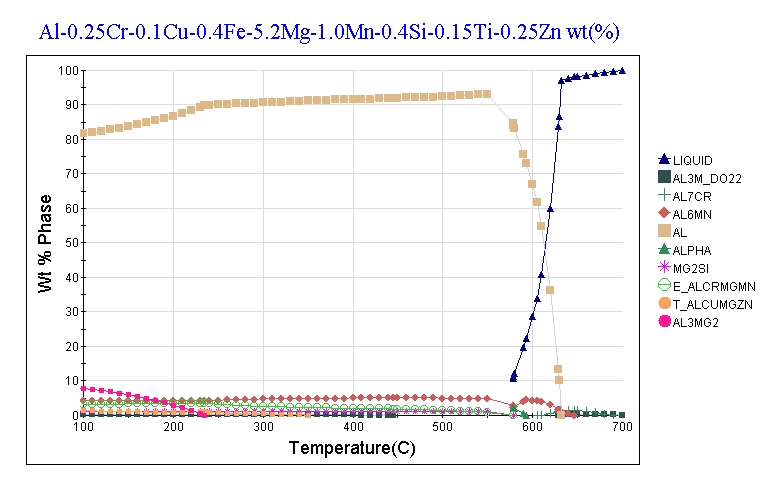 Al-0.25Cr-0.1Cu-0.4Fe-5.2Mg-1.0Mn-0.4Si-0.15Ti-0.25Zn wt(%)
100
90
80
70
60
50
40
30
20
10
0
Wt % Phase
100 200 300 400 500 600 700
Temperature(C)
LIQUID
AL3M_DO22
AL7CR
AL6MN
AL
ALPHA
MG2SI
E_ALCRMGMN
T_ALCUMGZN
AL3MG2